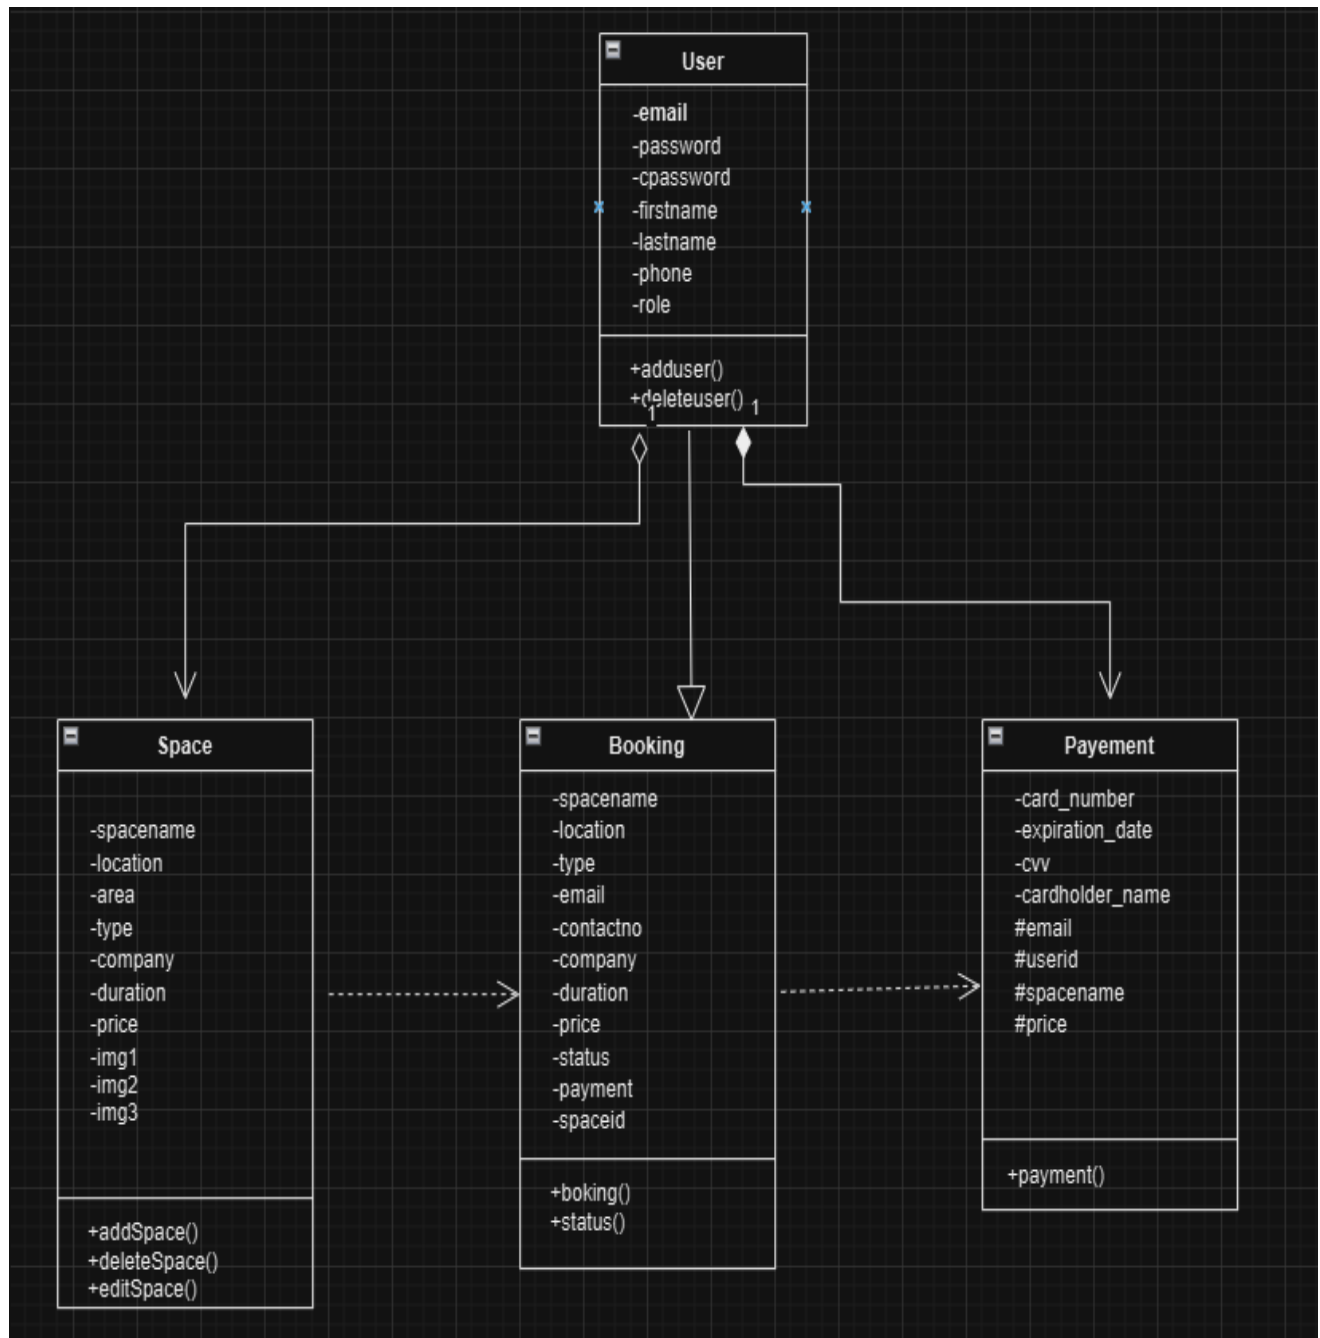 User
-email
-password
-cpassword
-firstname
-lastname
-phone
-role
+adduser()
+deleteuser()
1
1
Space
-spacename
-location
-area
-type
-company
-duration
-price
-img1
-img2
-img3
+addSpace()
+deleteSpace()
+editSpace()
Booking
-spacename
-location
-type
-email
-contactno
-company
-duration
-price
-status
-payment
-spaceid
+boking()
+status()
Payement
-card_number
-expiration_date
-cvv
-cardholder_name
#email
#userid
#spacename
#price
+payment()